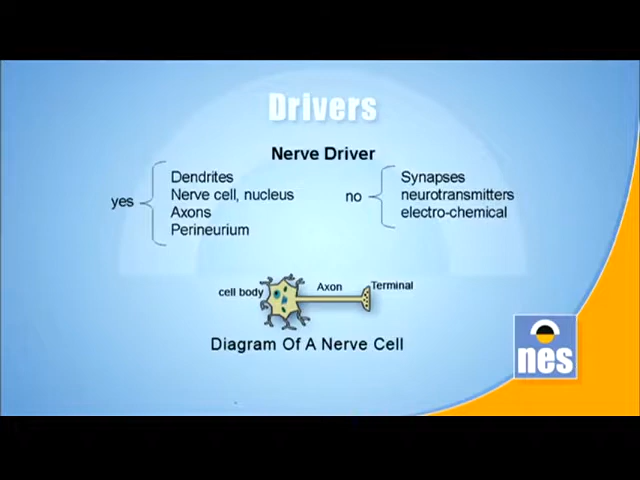 Drivers
Nerve Driver
yes
Dendrites
Nerve cell, nucleus
Axons
Perineurium
no
Synapses
neurotransmitters
electro-chemical
cell body
Axon
Terminal
Diagram Of A Nerve Cell
nes